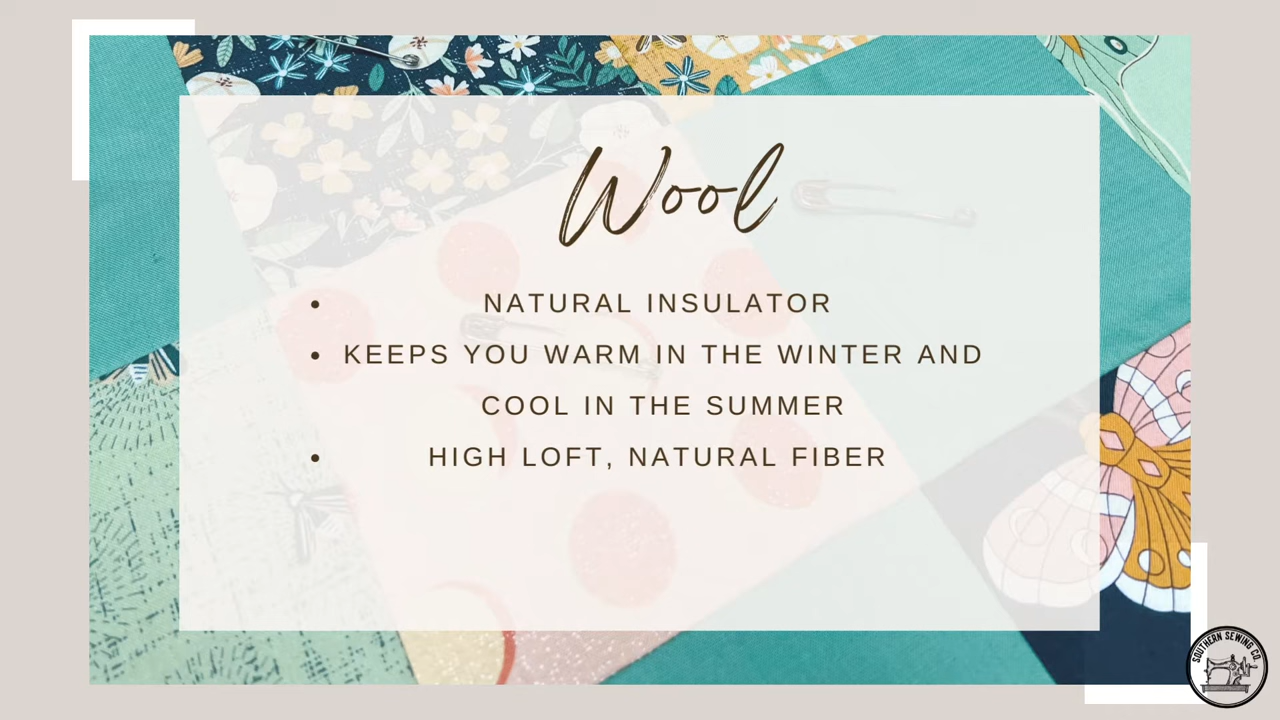 Wool
• NATURAL INSULATOR
• KEEPS YOU WARM IN THE WINTER AND
COOL IN THE SUMMER
• HIGH LOFT, NATURAL FIBER
SOUTHERN SEWING CO.